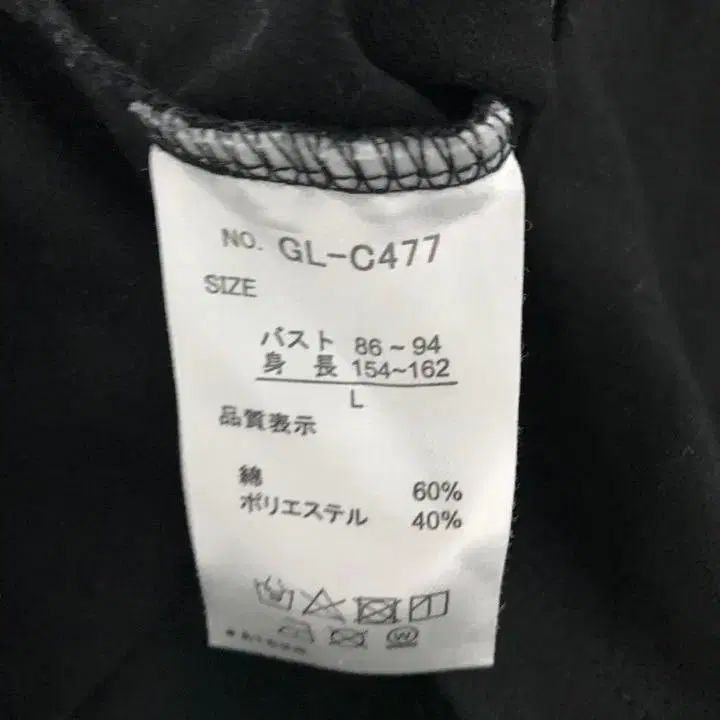 NO. GL-C477
SIZE
バスト 86～94
身長 154~162
L
品質表示
綿 60%
ポリエステル 40%
W